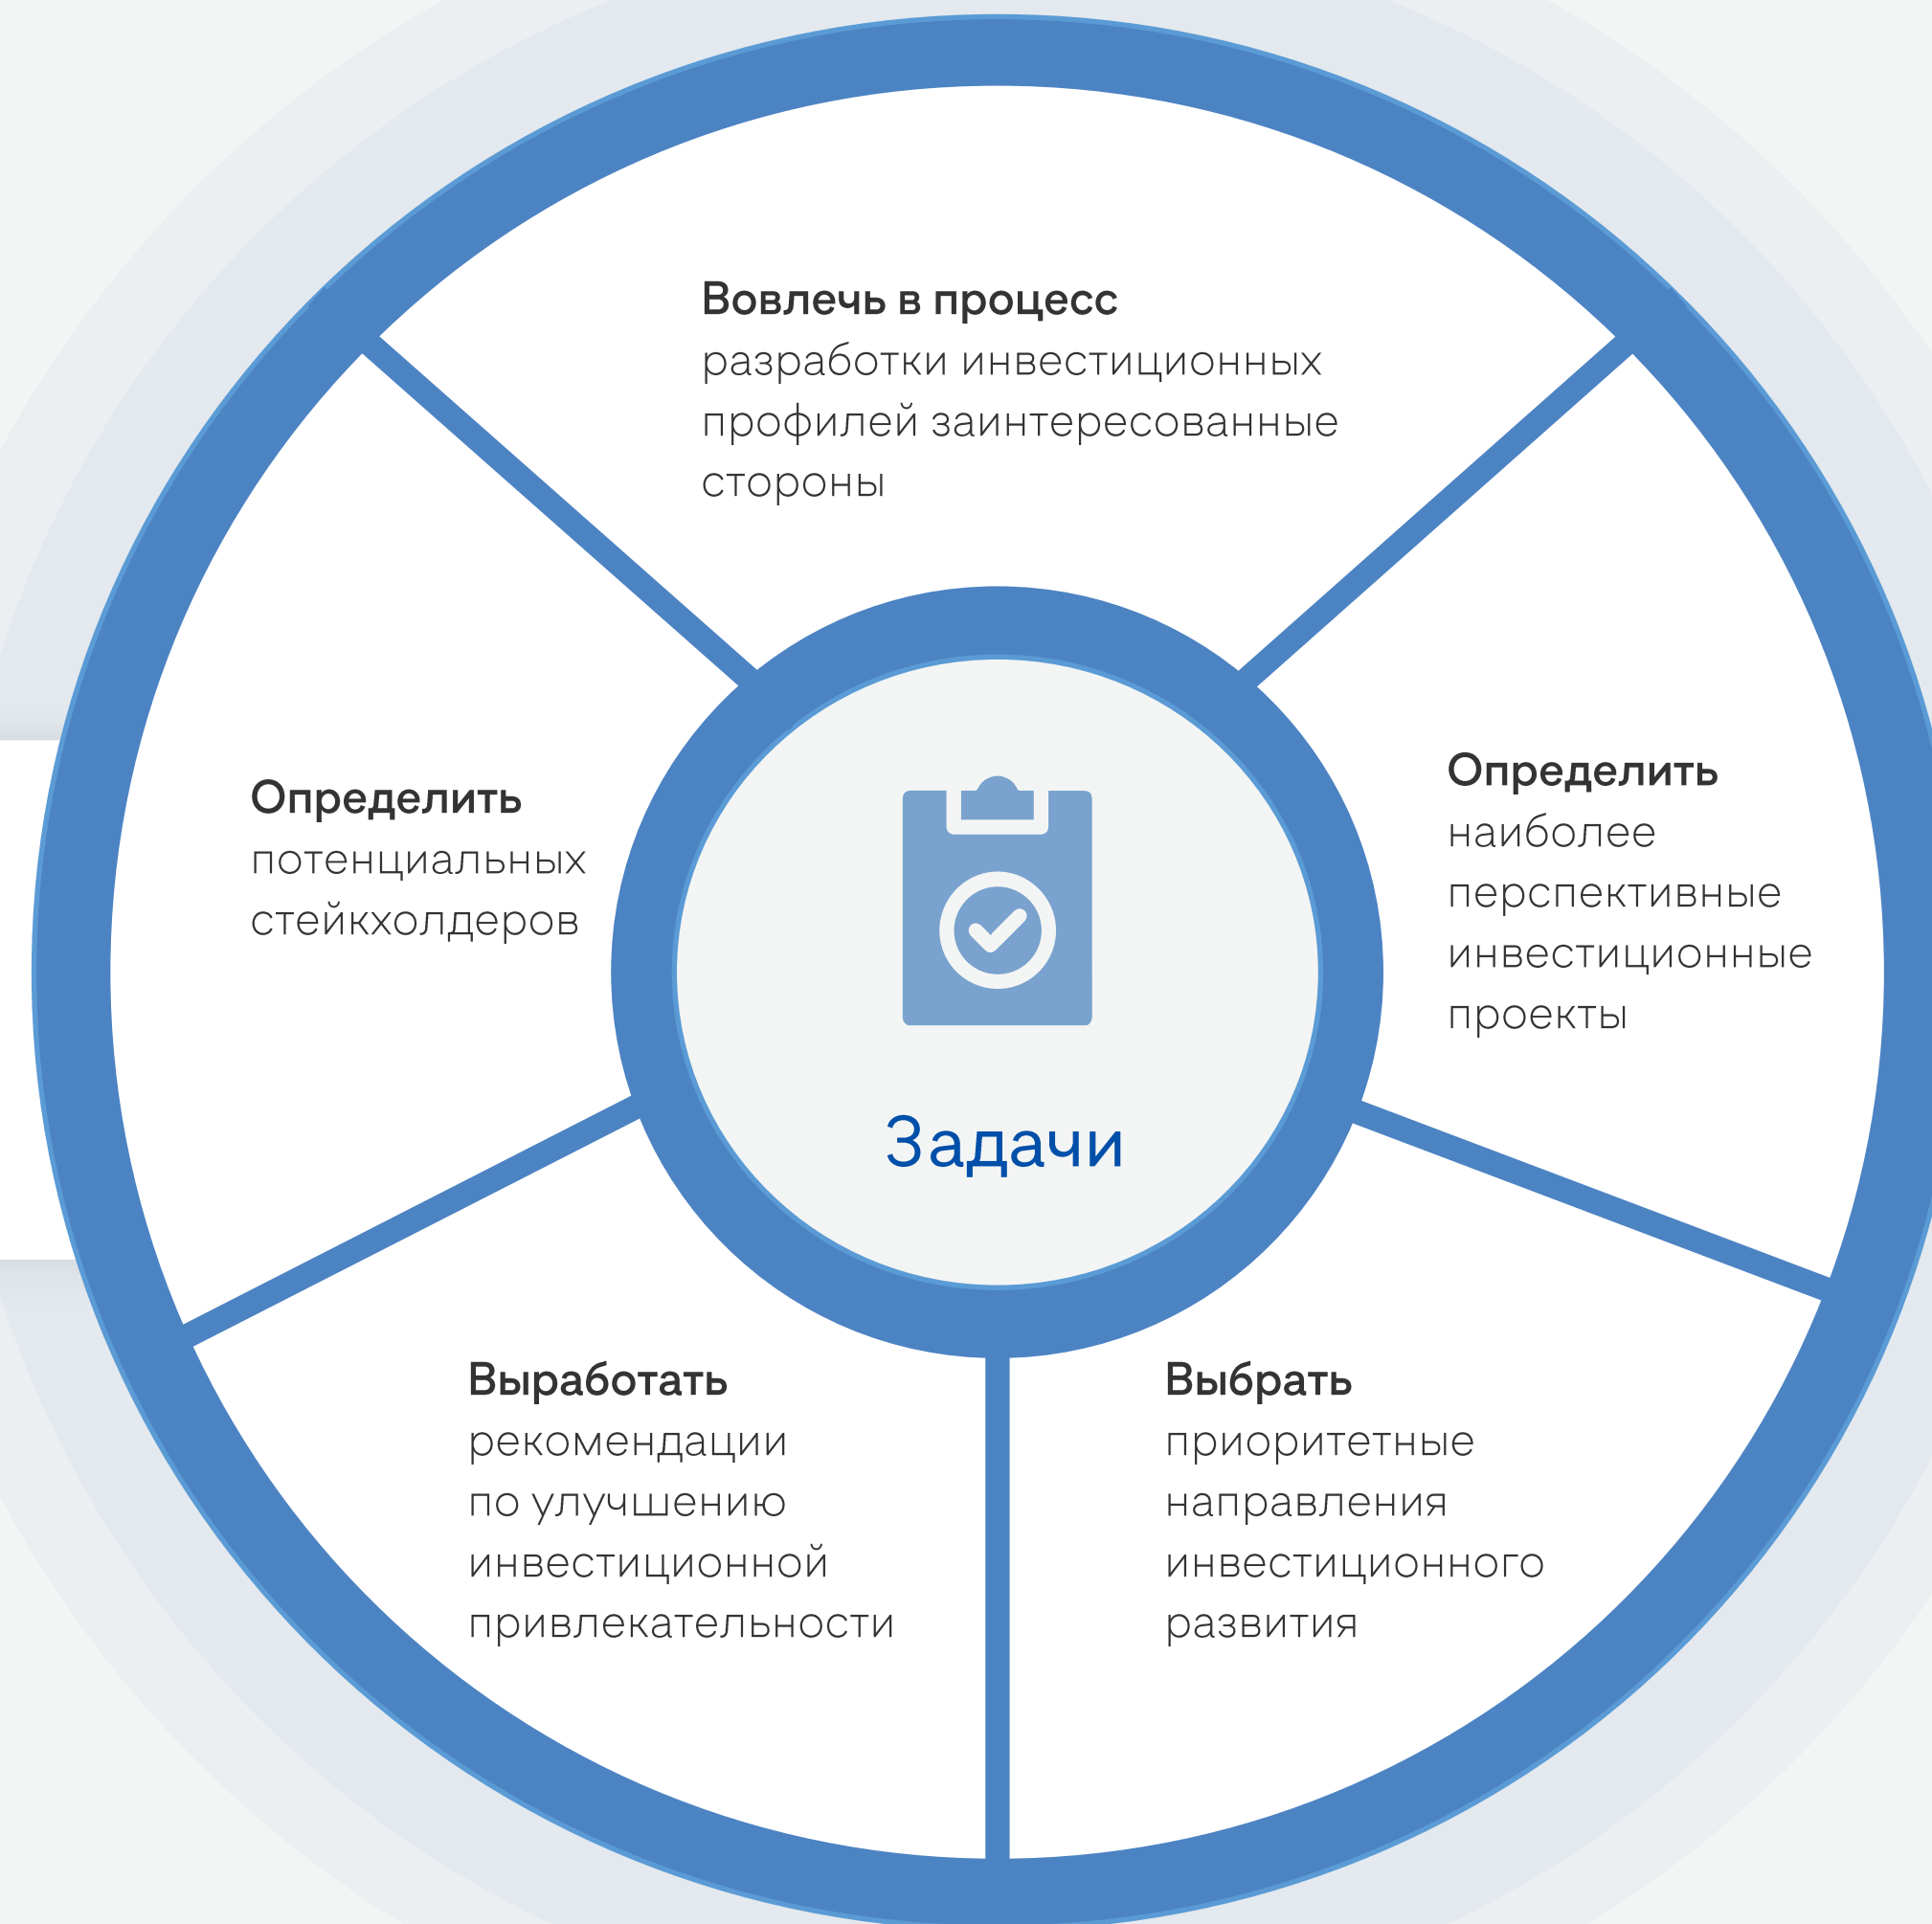 Вовлечь в процесс
разработки инвестиционных
профилей заинтересованные
стороны
Определить
наиболее
перспективные
инвестиционные
проекты
Определить
потенциальных
стейкхолдеров
Задачи
Выработать
рекомендации
по улучшению
инвестиционной
привлекательности
Выбрать
приоритетные
направления
инвестиционного
развития